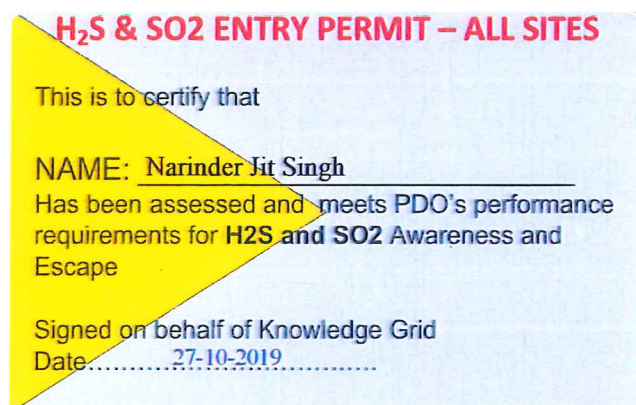 H₂S & SO2 ENTRY PERMIT – ALL SITES
This is to certify that
NAME: Narinder Jit Singh
Has been assessed and meets PDO's performance
requirements for H2S and SO2 Awareness and
Escape
Signed on behalf of Knowledge Grid
Date.......27-10-2019.......